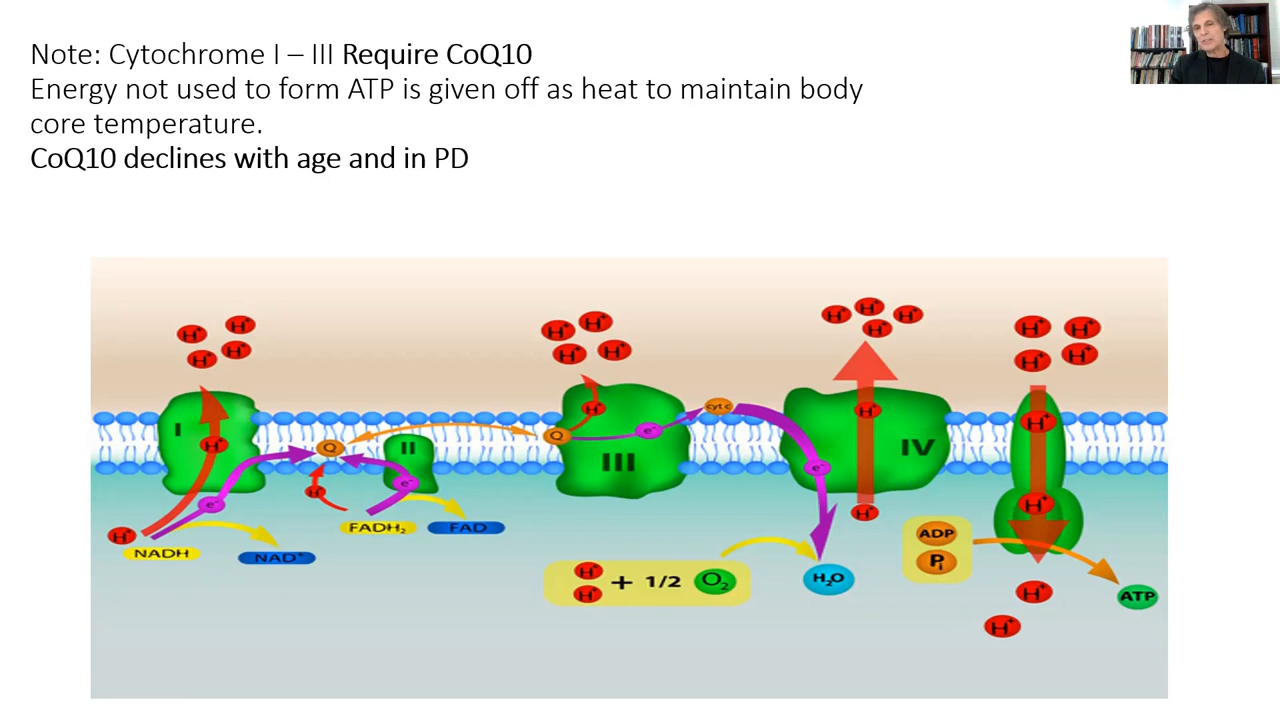 Note: Cytochrome I – III Require CoQ10
Energy not used to form ATP is given off as heat to maintain body
core temperature.
CoQ10 declines with age and in PD
H⁺ H⁺
H⁺ H⁺
H⁺ H⁺
H⁺ H⁺
H⁺ H⁺ H⁺
H⁺
H⁺ H⁺
H⁺ H⁺
I
H⁺
Q
II
e⁻
H⁺
e⁻
H⁺
NADH
NAD⁺
FADH₂
FAD
Q
H⁺
e⁻
III
cyt c
e⁻
H⁺
IV
H⁺
H⁺
H⁺
H⁺
H⁺ + 1/2 O₂
H₂O
ADP
Pᵢ
ATP
H⁺
H⁺